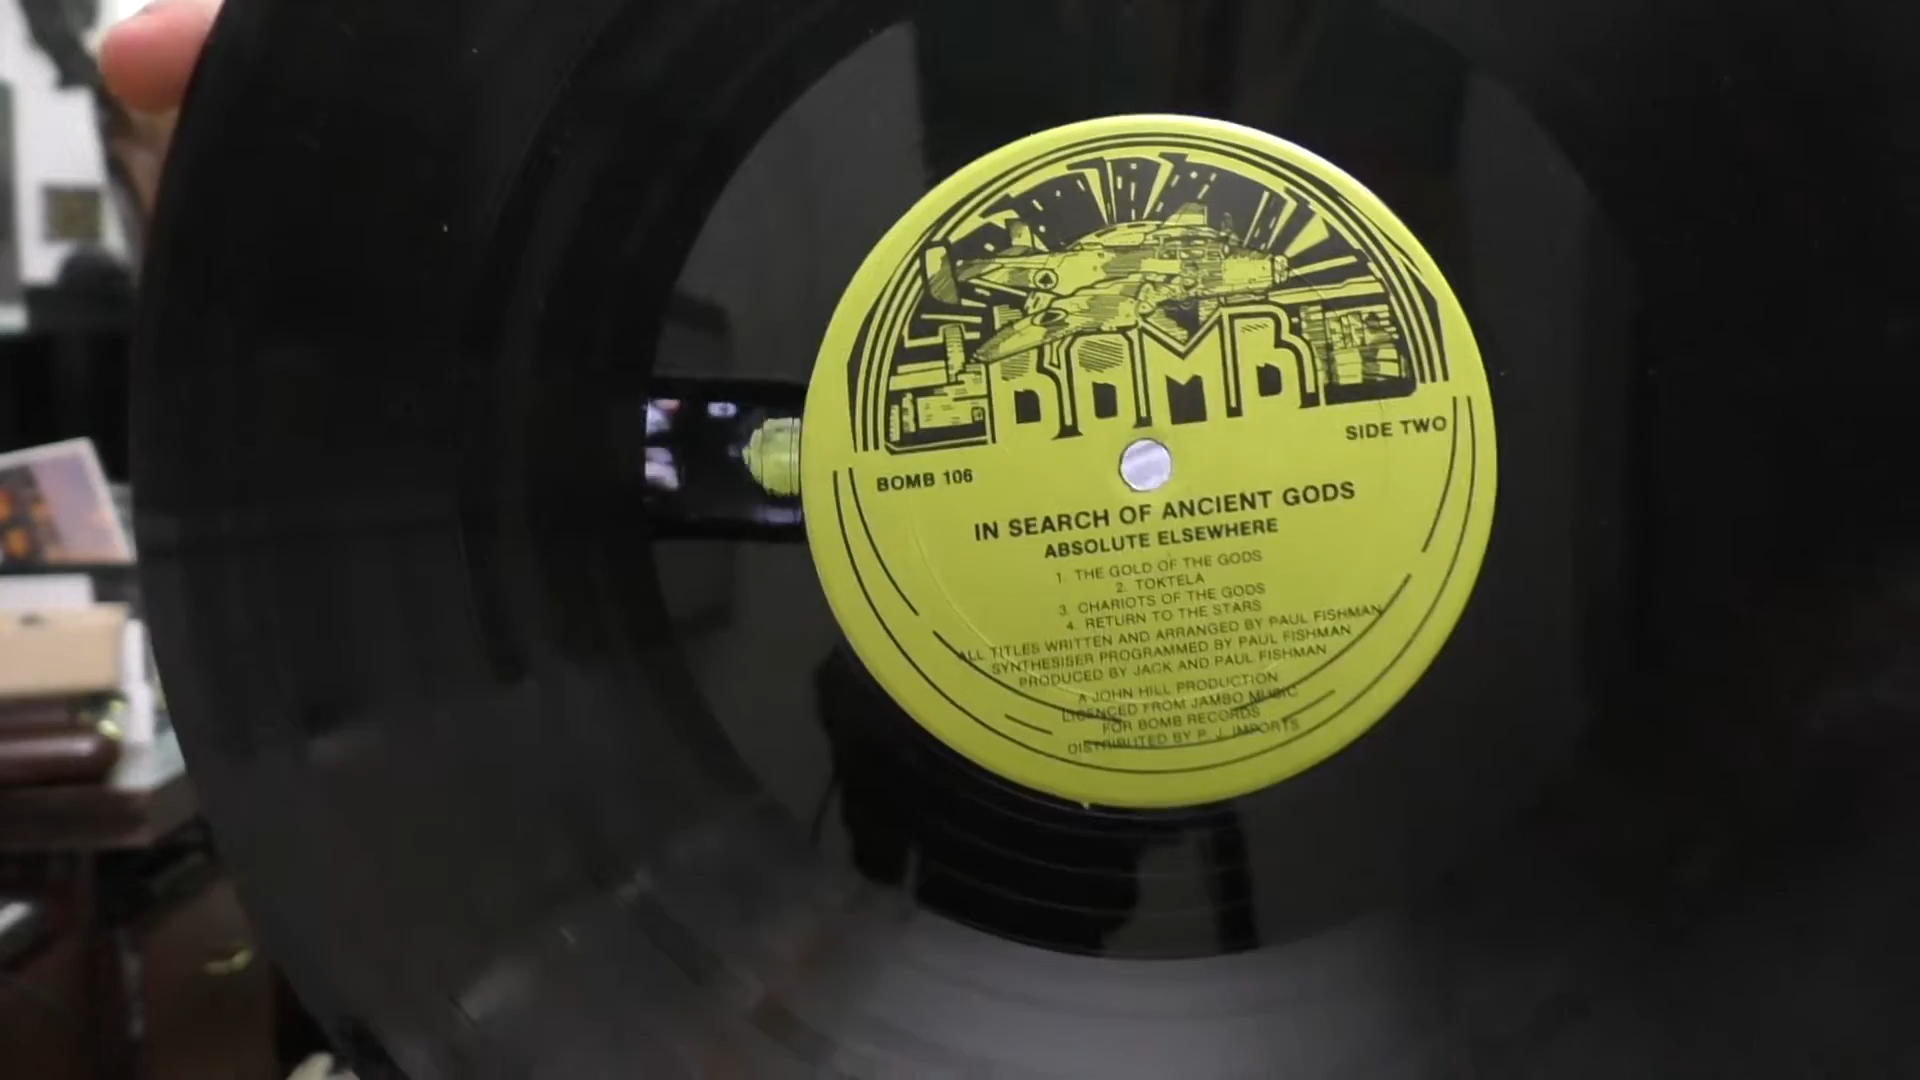 BOMB
SIDE TWO
BOMB 106
IN SEARCH OF ANCIENT GODS
ABSOLUTE ELSEWHERE
1. THE GOLD OF THE GODS
2. TOKTELA
3. CHARIOTS OF THE GODS
4. RETURN TO THE STARS
ALL TITLES WRITTEN AND ARRANGED BY PAUL FISHMAN
SYNTHESISER PROGRAMMED BY PAUL FISHMAN
PRODUCED BY JACK AND PAUL FISHMAN
A JOHN HILL PRODUCTION
LICENCED FROM JAMBO MUSIC
FOR BOMB RECORDS
DISTRIBUTED BY P. J. IMPORTS